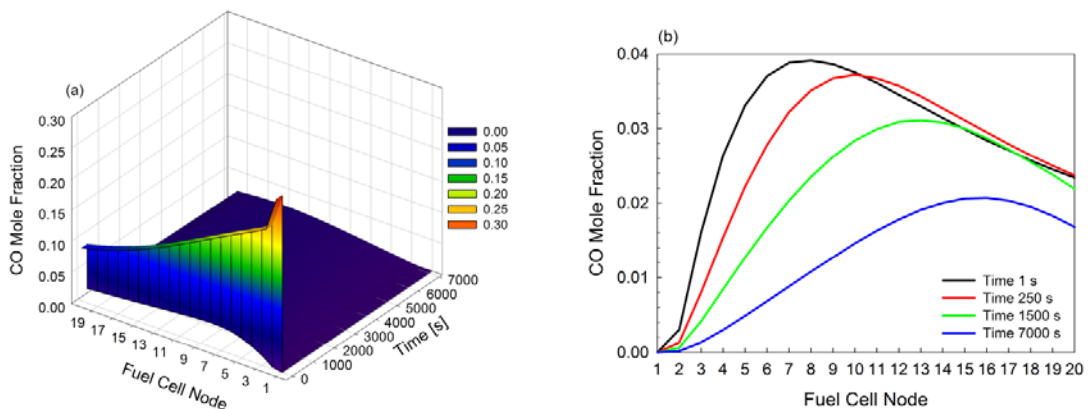 (a)
CO Mole Fraction
0.30
0.25
0.20
0.15
0.10
0.05
0.00
19 17 15 13 11 9 7 5 3 1
Fuel Cell Node
0 1000 2000 3000 4000 5000 6000 7000
Time [s]
0.00
0.05
0.10
0.15
0.20
0.25
0.30
(b)
CO Mole Fraction
0.04
0.03
0.02
0.01
0.00
Time 1 s
Time 250 s
Time 1500 s
Time 7000 s
1 2 3 4 5 6 7 8 9 10 11 12 13 14 15 16 17 18 19 20
Fuel Cell Node